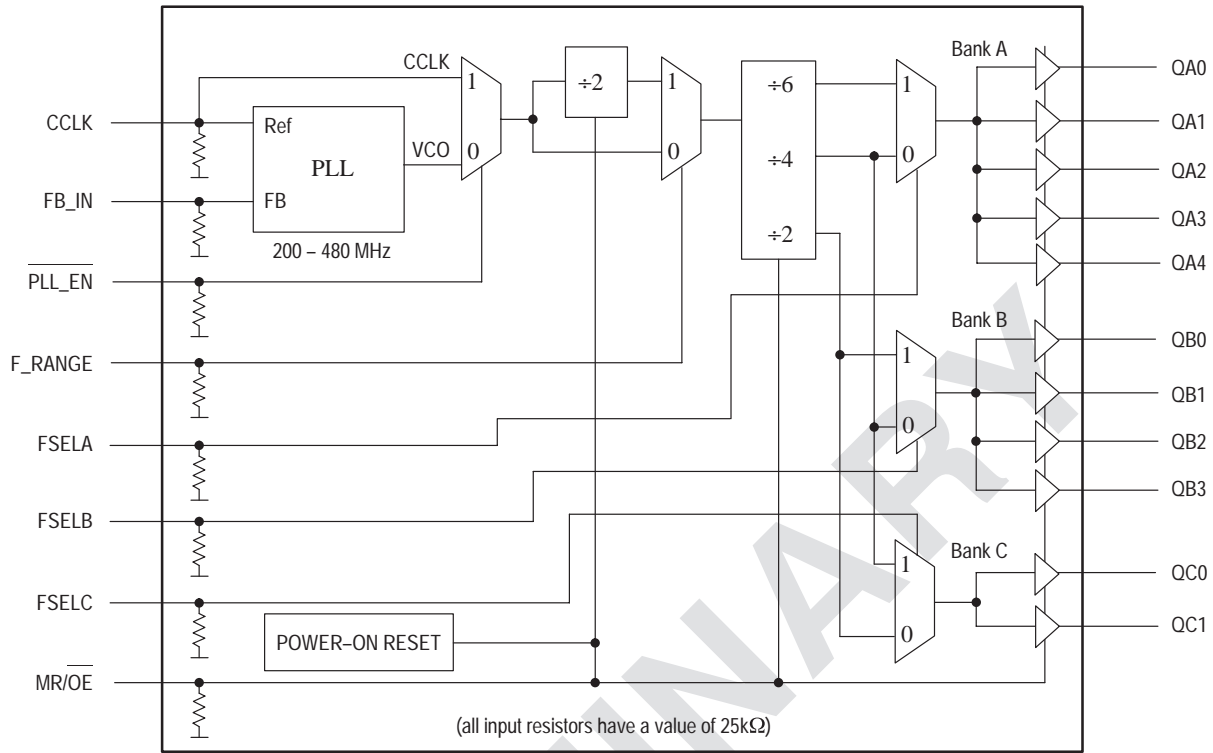 Bank A
QA0
CCLK
1
÷2
1
÷6
1
CCLK
Ref
QA1
VCO
0
0
÷4
0
PLL
QA2
FB_IN
FB
QA3
÷2
200 – 480 MHz
QA4
PLL_EN
Bank B
QB0
F_RANGE
1
QB1
0
FSELA
QB2
QB3
FSELB
Bank C
1
QC0
FSELC
0
QC1
POWER–ON RESET
MR/OE
(all input resistors have a value of 25kΩ)
INARY